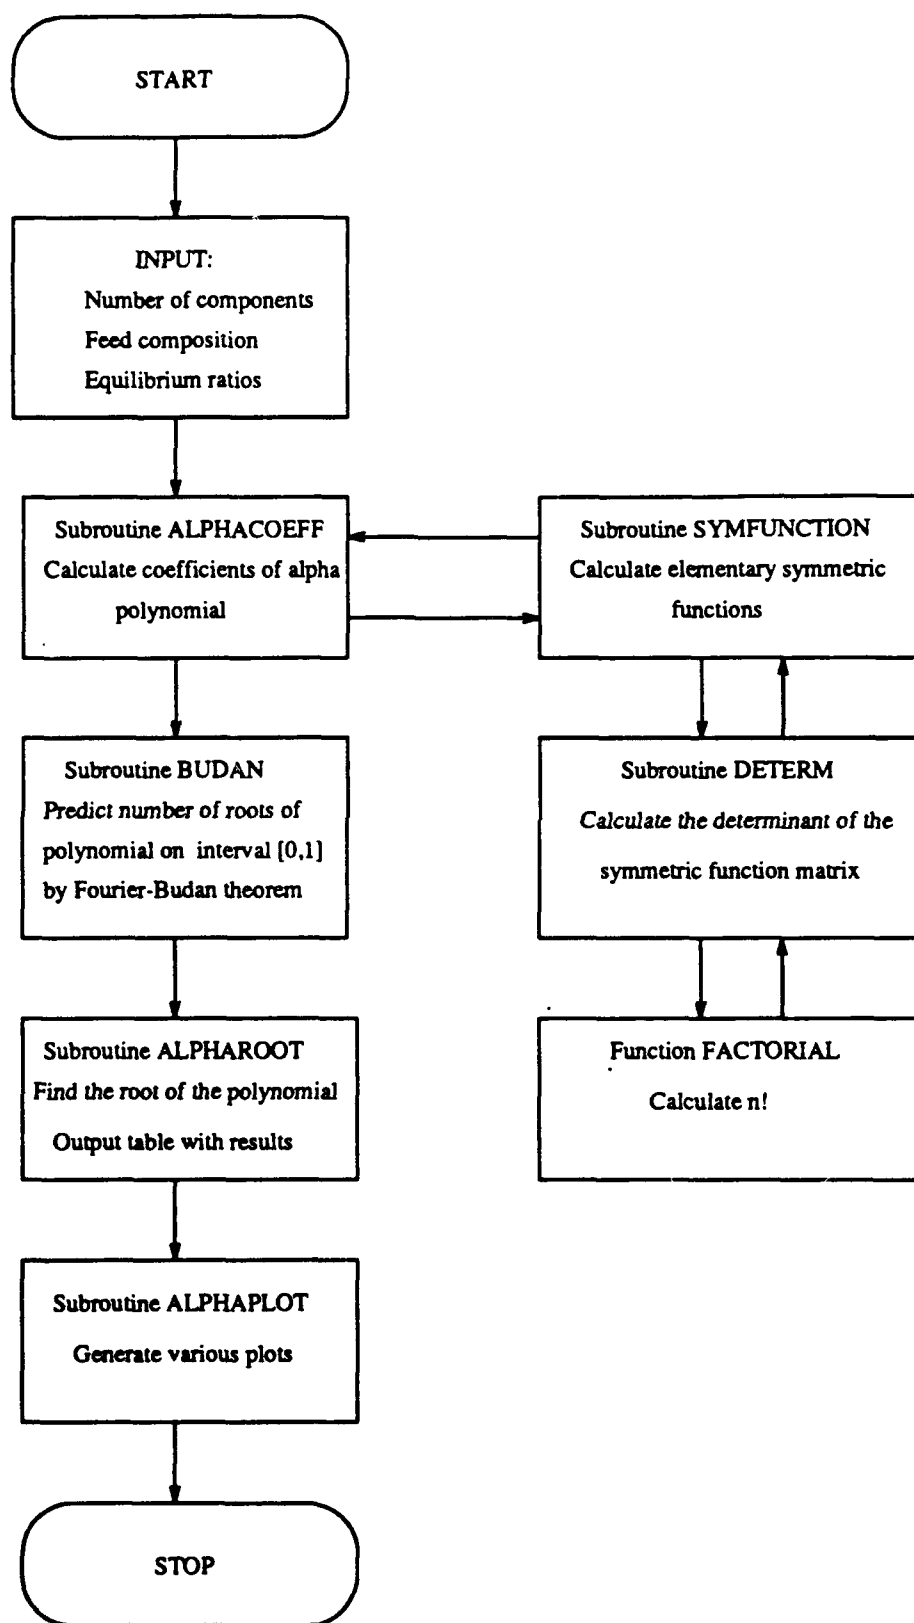 START
INPUT:
Number of components
Feed composition
Equilibrium ratios
Subroutine ALPHACOEFF
Calculate coefficients of alpha
polynomial
Subroutine SYMFUNCTION
Calculate elementary symmetric
functions
Subroutine BUDAN
Predict number of roots of
polynomial on interval [0,1]
by Fourier-Budan theorem
Subroutine DETERM
Calculate the determinant of the
symmetric function matrix
Subroutine ALPHAROOT
Find the root of the polynomial
Output table with results
Function FACTORIAL
Calculate n!
Subroutine ALPHAPLOT
Generate various plots
STOP